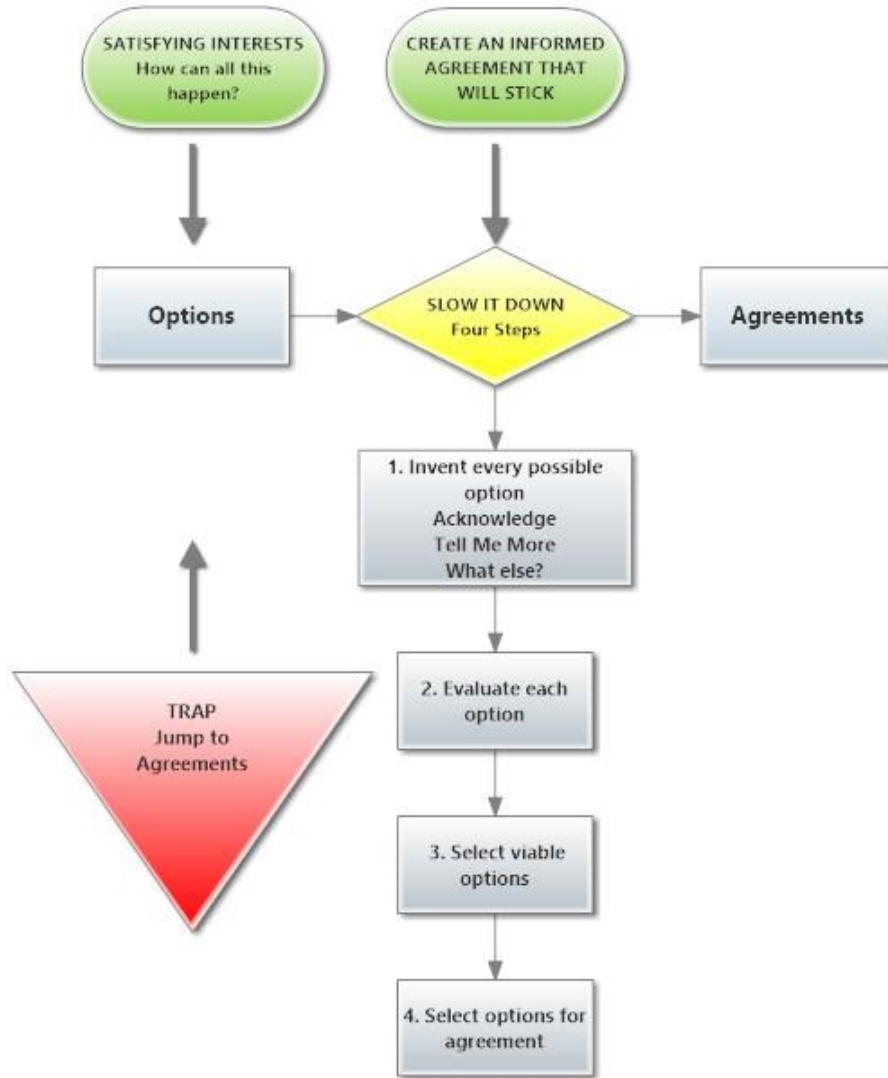 SATISFYING INTERESTS
How can all this
happen?
CREATE AN INFORMED
AGREEMENT THAT
WILL STICK
Options
SLOW IT DOWN
Four Steps
Agreements
1. Invent every possible
option
Acknowledge
Tell Me More
What else?
2. Evaluate each
option
TRAP
Jump to
Agreements
3. Select viable
options
4. Select options for
agreement